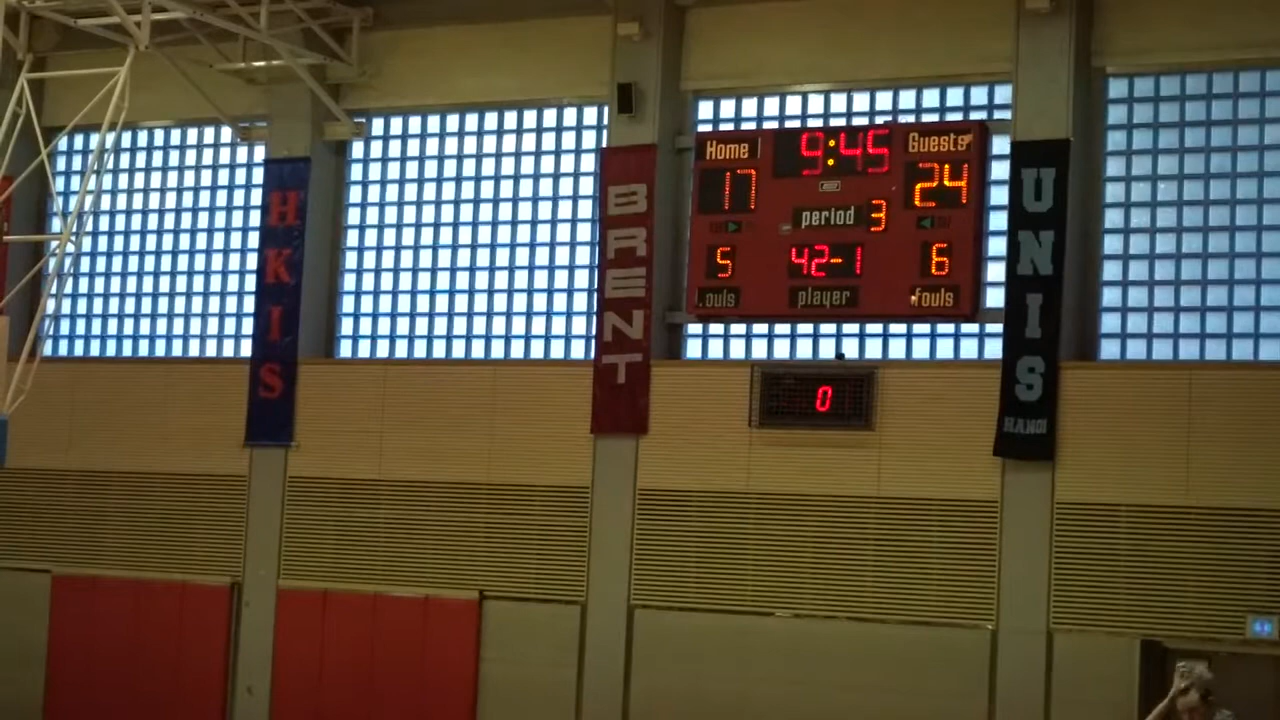 HKIS
BRENT
Home 9:45 Guests
17 24
period 3
5 42-1 6
ouls player fouls
0
UNIS
HANOI